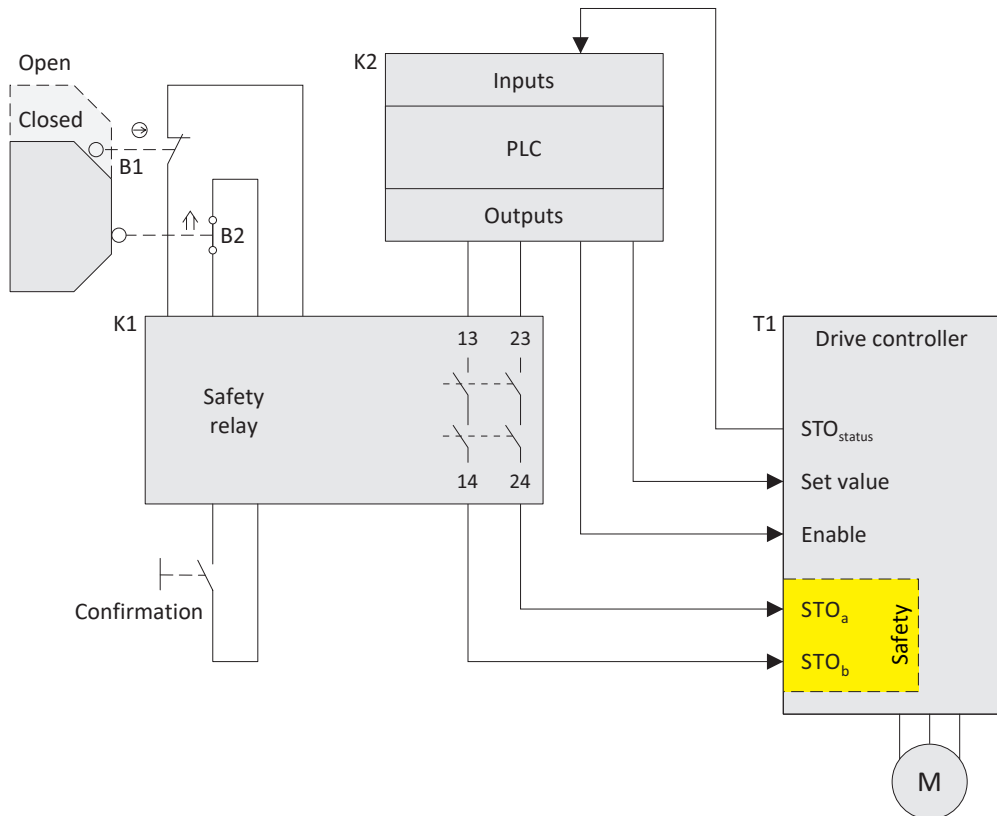 Open
Closed
B1
B2
K2
Inputs
PLC
Outputs
K1
Safety
relay
13 23
14 24
Confirmation
T1
Drive controller
STOstatus
Set value
Enable
STOa
STOb
Safety
M